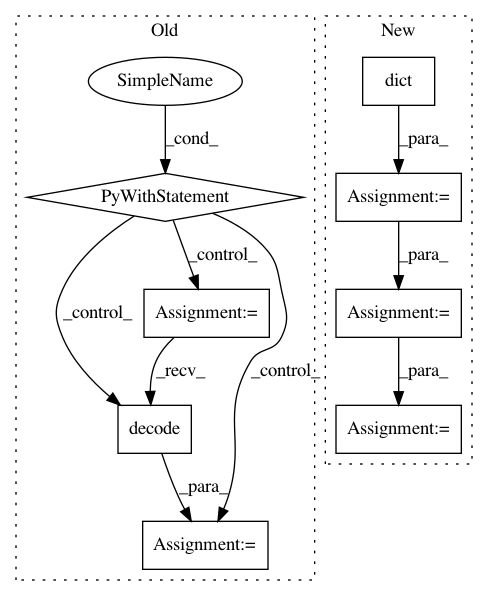 Old
New
SimpleName
dict
_cond_
_para_
PyWithStatement
Assignment:=
_control_
_control_
_para_
Assignment:=
Assignment:=
_recv_
_control_
_para_
decode
Assignment:=
_para_
Assignment:=